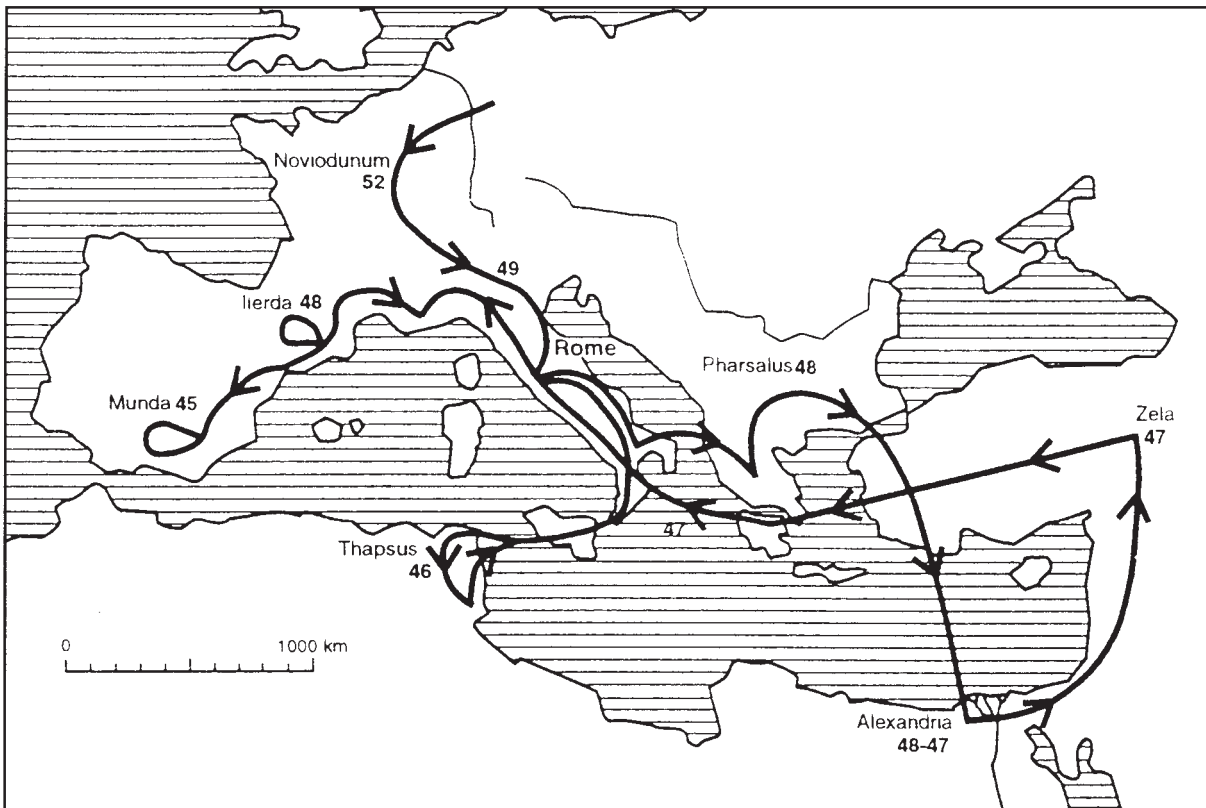 Noviodunum
52
49
Ilerda 48
Rome
Pharsalus 48
Munda 45
Zela
47
47
Thapsus
46
0 1000 km
Alexandria
48-47